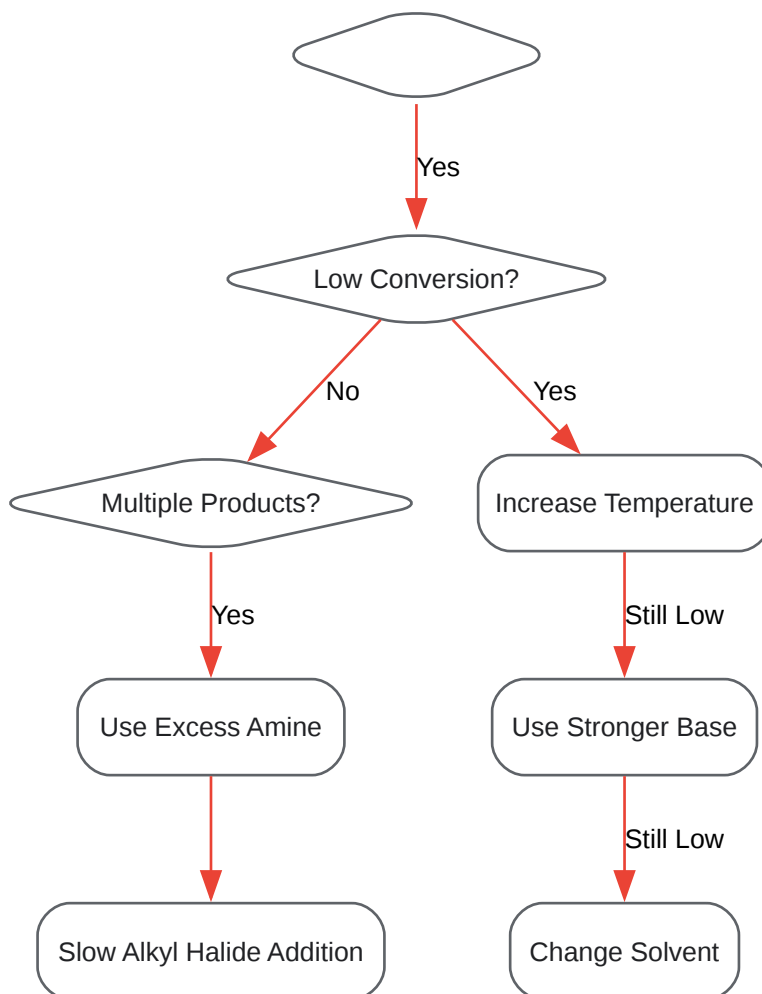 Yes
Low Conversion?
No
Yes
Multiple Products?
Increase Temperature
Yes
Still Low
Use Excess Amine
Use Stronger Base
Still Low
Slow Alkyl Halide Addition
Change Solvent